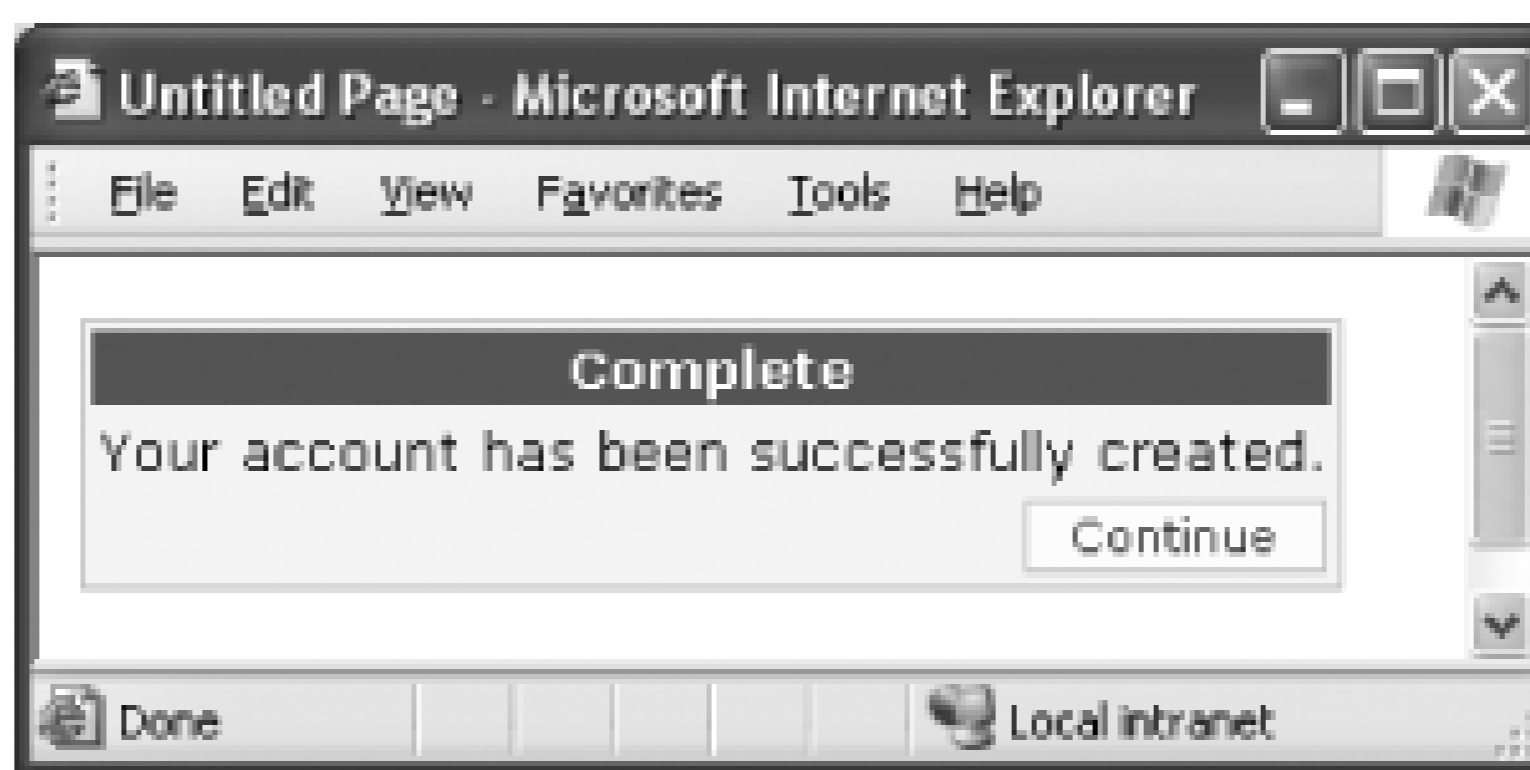 Untitled Page - Microsoft Internet Explorer
File Edit View Favorites Tools Help
Complete
Your account has been successfully created.
Continue
Done Local intranet